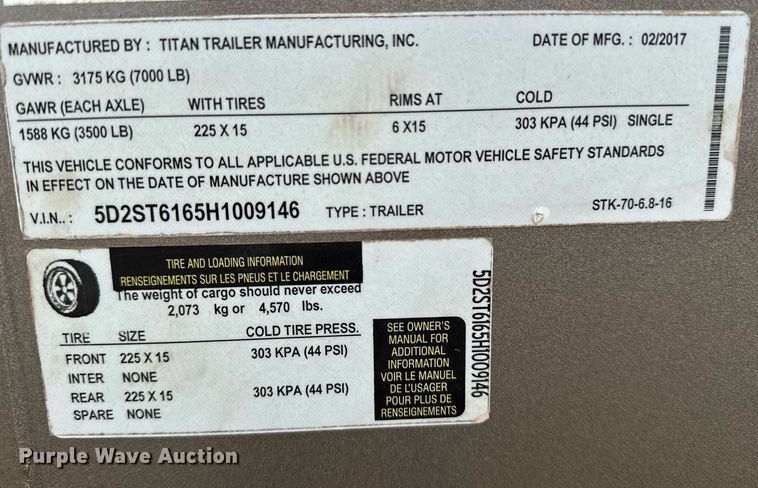 MANUFACTURED BY : TITAN TRAILER MANUFACTURING, INC. DATE OF MFG. : 02/2017
GVWR : 3175 KG (7000 LB)
GAWR (EACH AXLE) WITH TIRES RIMS AT COLD
1588 KG (3500 LB) 225 X 15 6 X15 303 KPA (44 PSI) SINGLE
THIS VEHICLE CONFORMS TO ALL APPLICABLE U.S. FEDERAL MOTOR VEHICLE SAFETY STANDARDS
IN EFFECT ON THE DATE OF MANUFACTURE SHOWN ABOVE
V.I.N.. : 5D2ST6165H1009146 TYPE : TRAILER STK-70-6.8-16
TIRE AND LOADING INFORMATION
RENSEIGNEMENTS SUR LES PNEUS ET LE CHARGEMENT
The weight of cargo should never exceed
2,073 kg or 4,570 lbs.
TIRE SIZE COLD TIRE PRESS.
FRONT 225 X 15 303 KPA (44 PSI)
INTER NONE
REAR 225 X 15 303 KPA (44 PSI)
SPARE NONE
SEE OWNER'S
MANUAL FOR
ADDITIONAL
INFORMATION
VOIR LE MANUEL
DE L'USAGER
POUR PLUS DE
RENSEIGNEMENTS
5D2ST6165H1009146
Purple Wave Auction